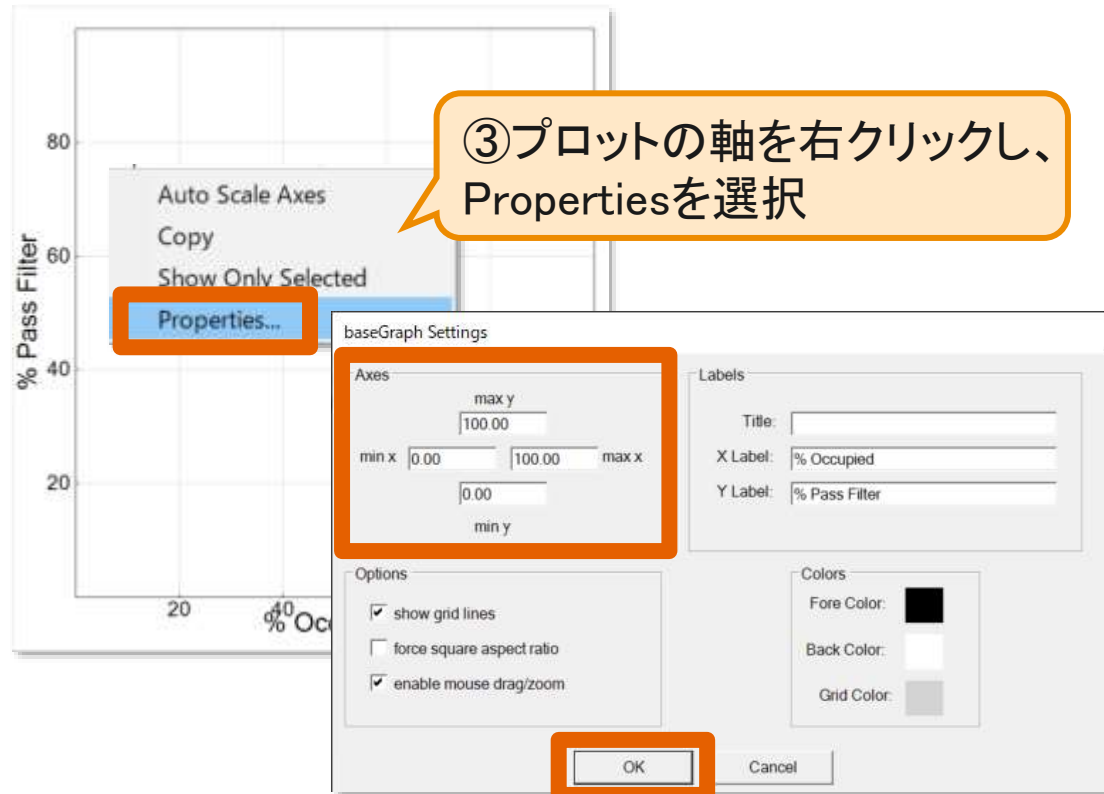 ③プロットの軸を右クリックし、
Propertiesを選択
80
60
40
20
% Pass Filter
20
40
% Occ
Auto Scale Axes
Copy
Show Only Selected
Properties...
baseGraph Settings
Axes
max y
100.00
min x 0.00 100.00 max x
0.00
min y
Labels
Title:
X Label: % Occupied
Y Label: % Pass Filter
Options
show grid lines
force square aspect ratio
enable mouse drag/zoom
Colors
Fore Color:
Back Color:
Grid Color:
OK Cancel